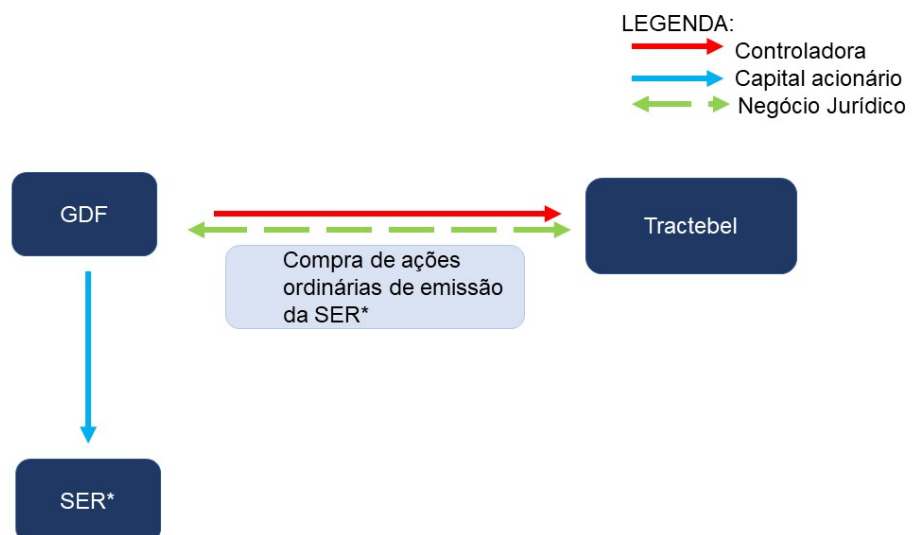 LEGENDA:
Controladora
Capital acionário
Negócio Jurídico
GDF
Tractebel
Compra de ações
ordinárias de emissão
da SER*
SER*